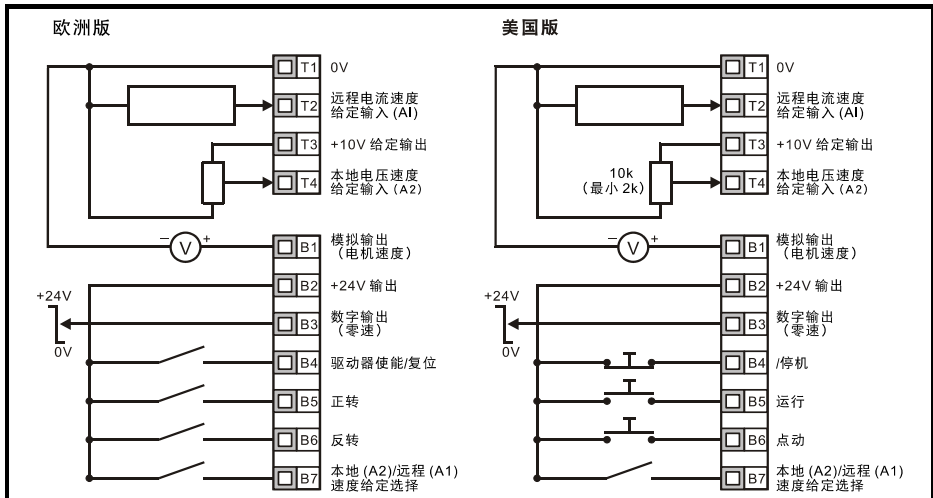 欧洲版
T1 0V
T2 远程电流速度
给定输入 (AI)
T3 +10V 给定输出
T4 本地电压速度
给定输入 (A2)
V
− +
B1 模拟输出
（电机速度）
B2 +24V 输出
+24V
0V
B3 数字输出
（零速）
B4 驱动器使能/复位
B5 正转
B6 反转
B7 本地 (A2)/远程 (A1)
速度给定选择
美国版
T1 0V
T2 远程电流速度
给定输入 (AI)
T3 +10V 给定输出
10k
（最小 2k）
T4 本地电压速度
给定输入 (A2)
− +
V
B1 模拟输出
（电机速度）
B2 +24V 输出
+24V
0V
B3 数字输出
（零速）
B4 /停机
B5 运行
B6 点动
B7 本地 (A2)/远程 (A1)
速度给定选择